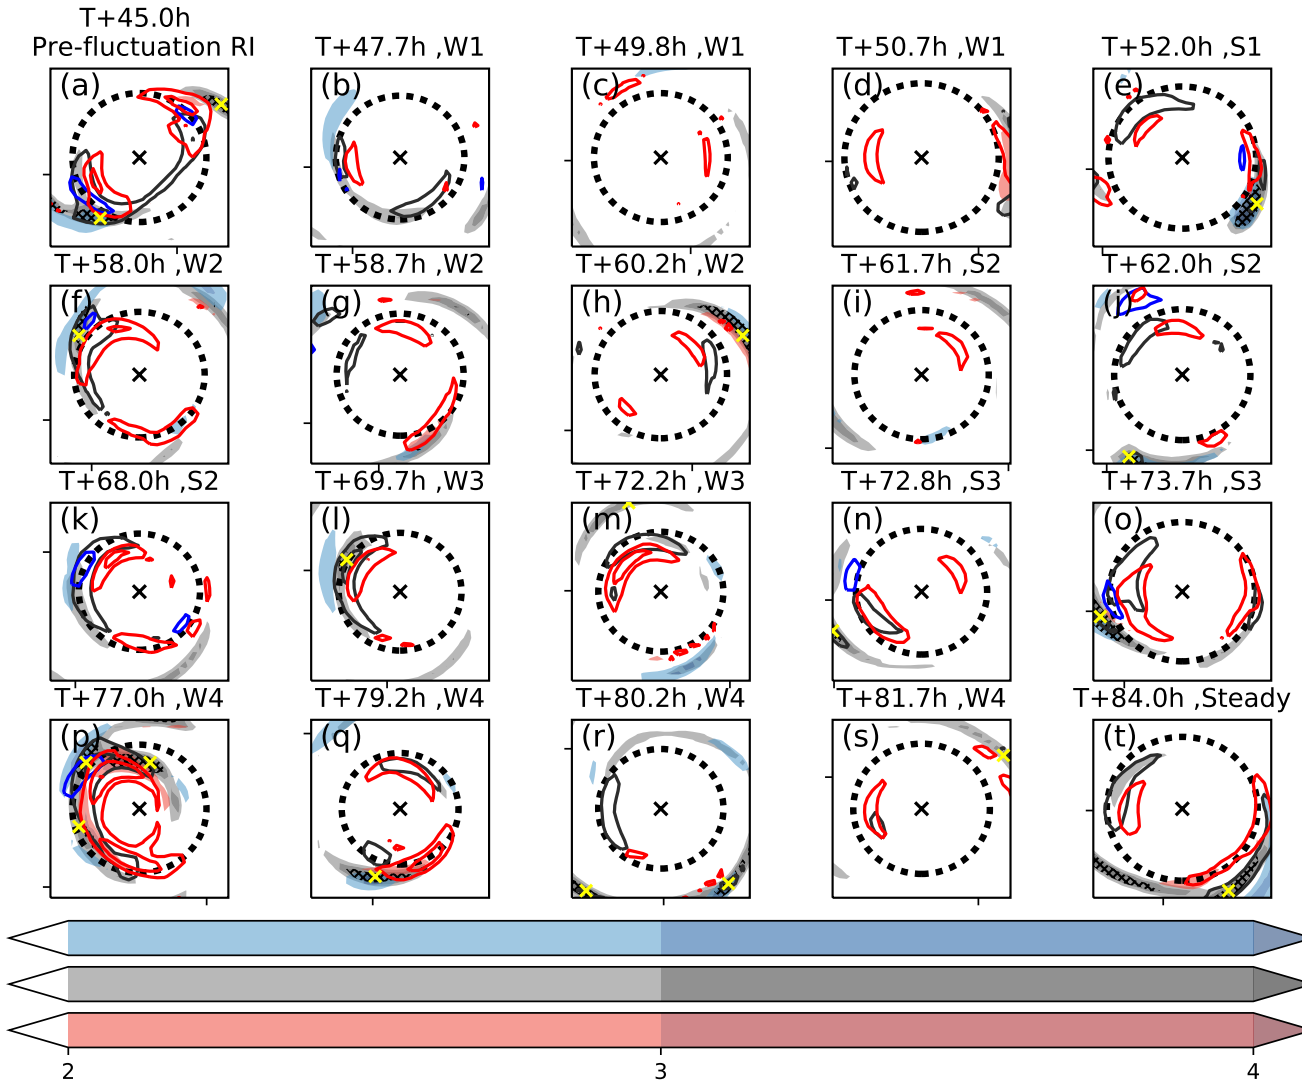 T+45.0h
Pre-fluctuation RI
T+47.7h ,W1
T+49.8h ,W1
T+50.7h ,W1
T+52.0h ,S1
(a)
(b)
(c)
(d)
(e)
T+58.0h ,W2
T+58.7h ,W2
T+60.2h ,W2
T+61.7h ,S2
T+62.0h ,S2
(f)
(g)
(h)
(i)
(j)
T+68.0h ,S2
T+69.7h ,W3
T+72.2h ,W3
T+72.8h ,S3
T+73.7h ,S3
(k)
(l)
(m)
(n)
(o)
T+77.0h ,W4
T+79.2h ,W4
T+80.2h ,W4
T+81.7h ,W4
T+84.0h ,Steady
(p)
(q)
(r)
(s)
(t)
2
3
4